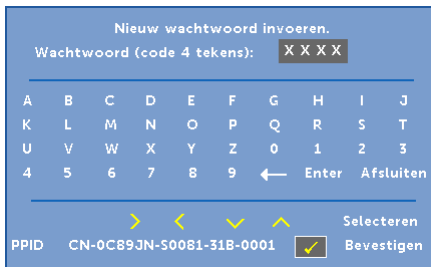 Nieuw wachtwoord invoeren.
Wachtwoord (code 4 tekens): X X X X
A B C D E F G H I J
K L M N O P Q R S T
U V W X Y Z 0 1 2 3
4 5 6 7 8 9 ← Enter Afsluiten
Selecteren
PPID CN-0C89JN-S0081-31B-0001 ✓ Bevestigen